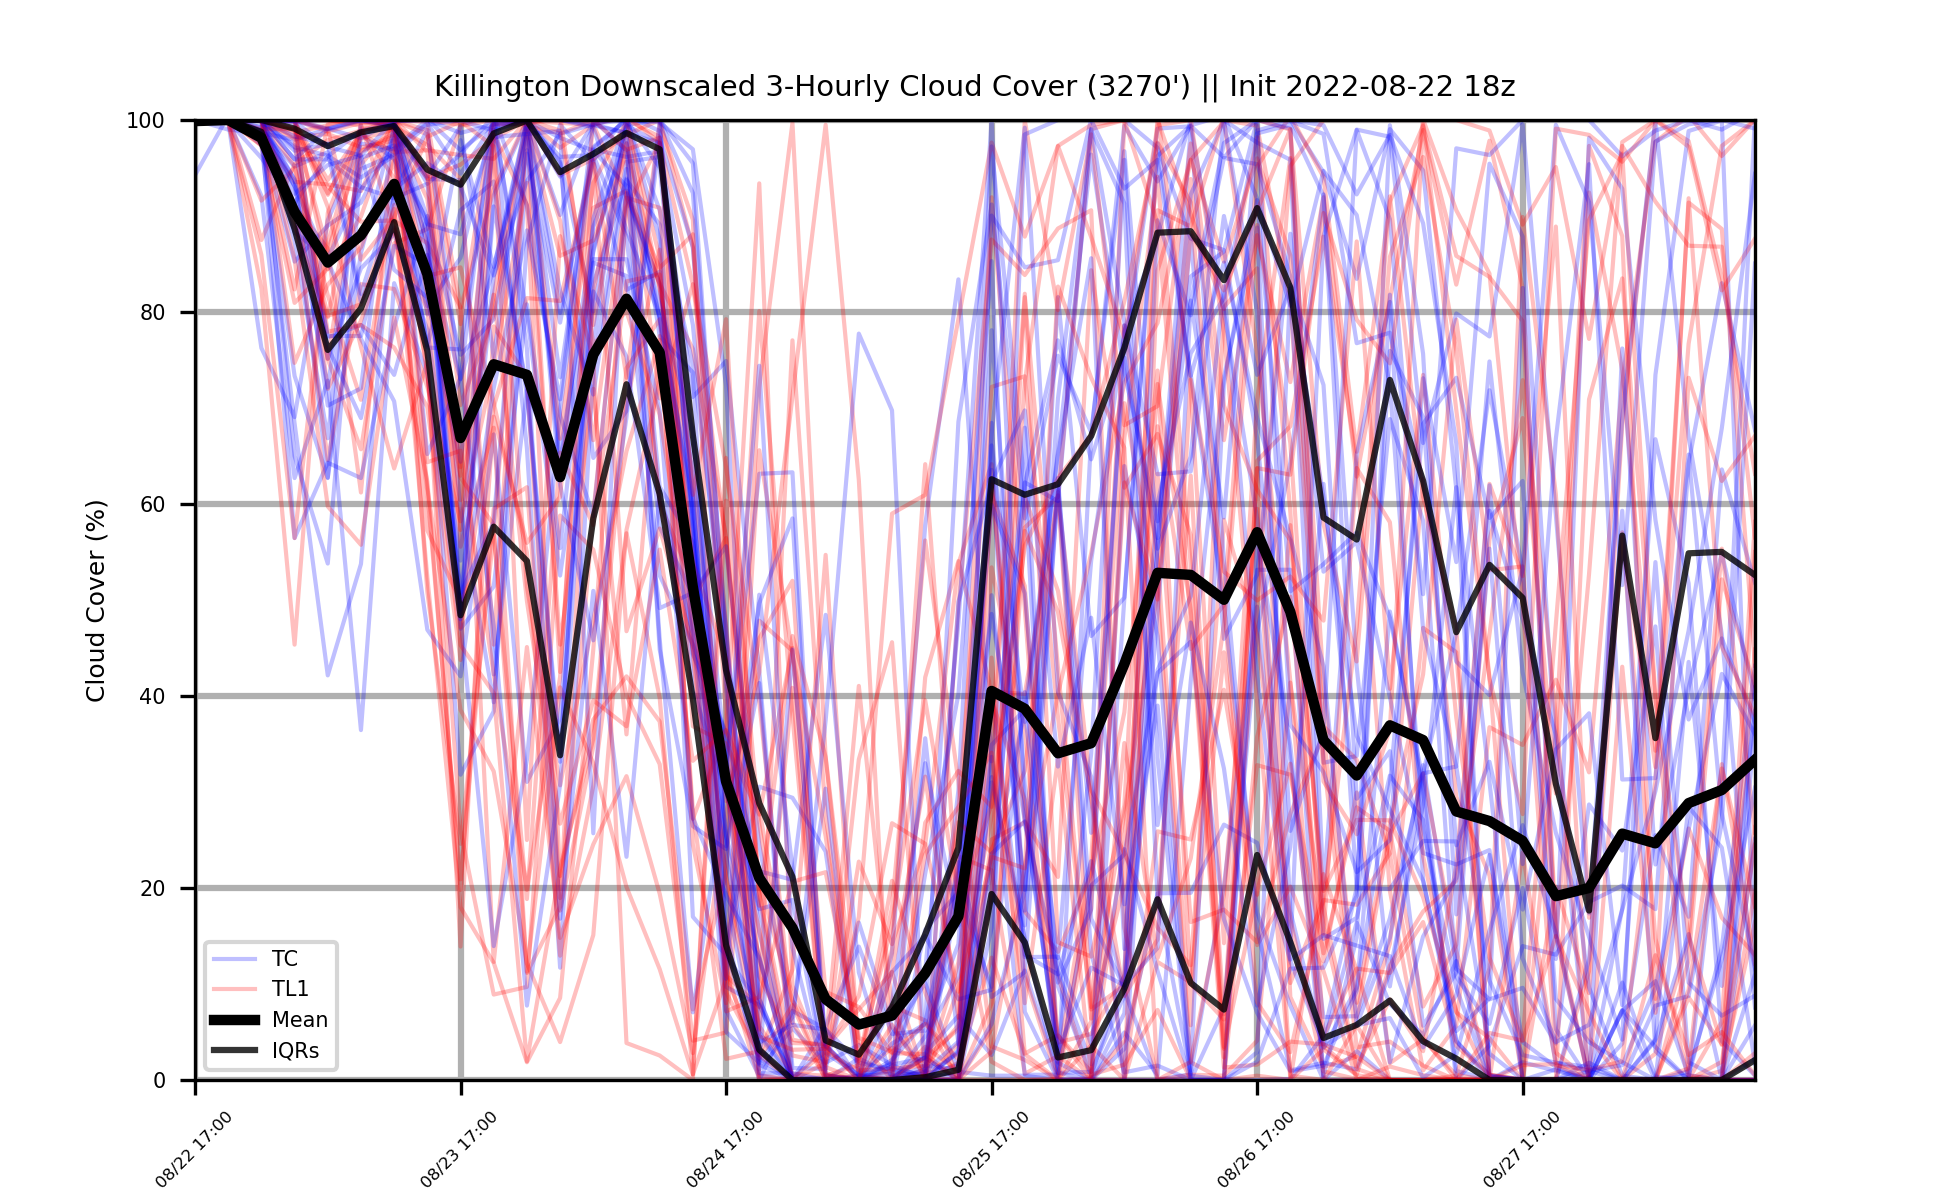 Killington Downscaled 3-Hourly Cloud Cover (3270') || Init 2022-08-22 18z
100
80
60
40
20
0
Cloud Cover (%)
TC
TL1
Mean
IQRs
08/22 17:00
08/23 17:00
08/24 17:00
08/25 17:00
08/26 17:00
08/27 17:00